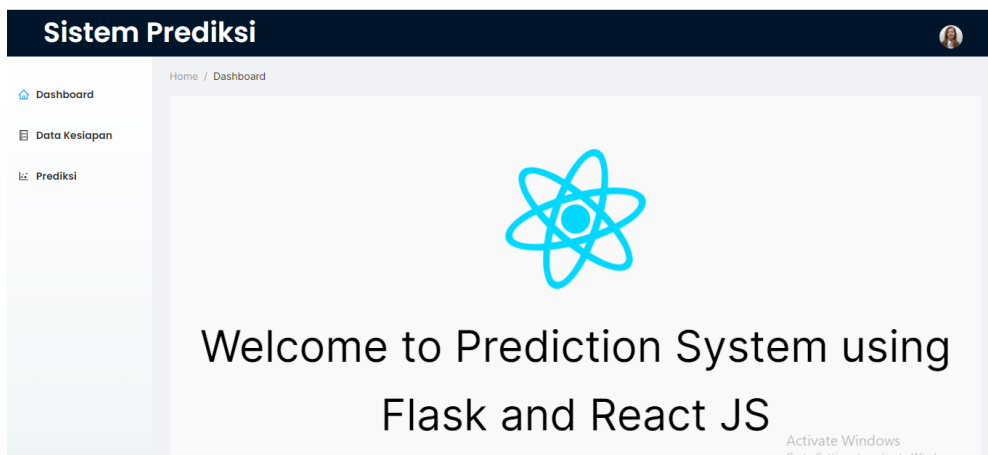 Sistem Prediksi
Home / Dashboard
Dashboard
Data Kesiapan
Prediksi
Welcome to Prediction System using
Flask and React JS
Activate Windows